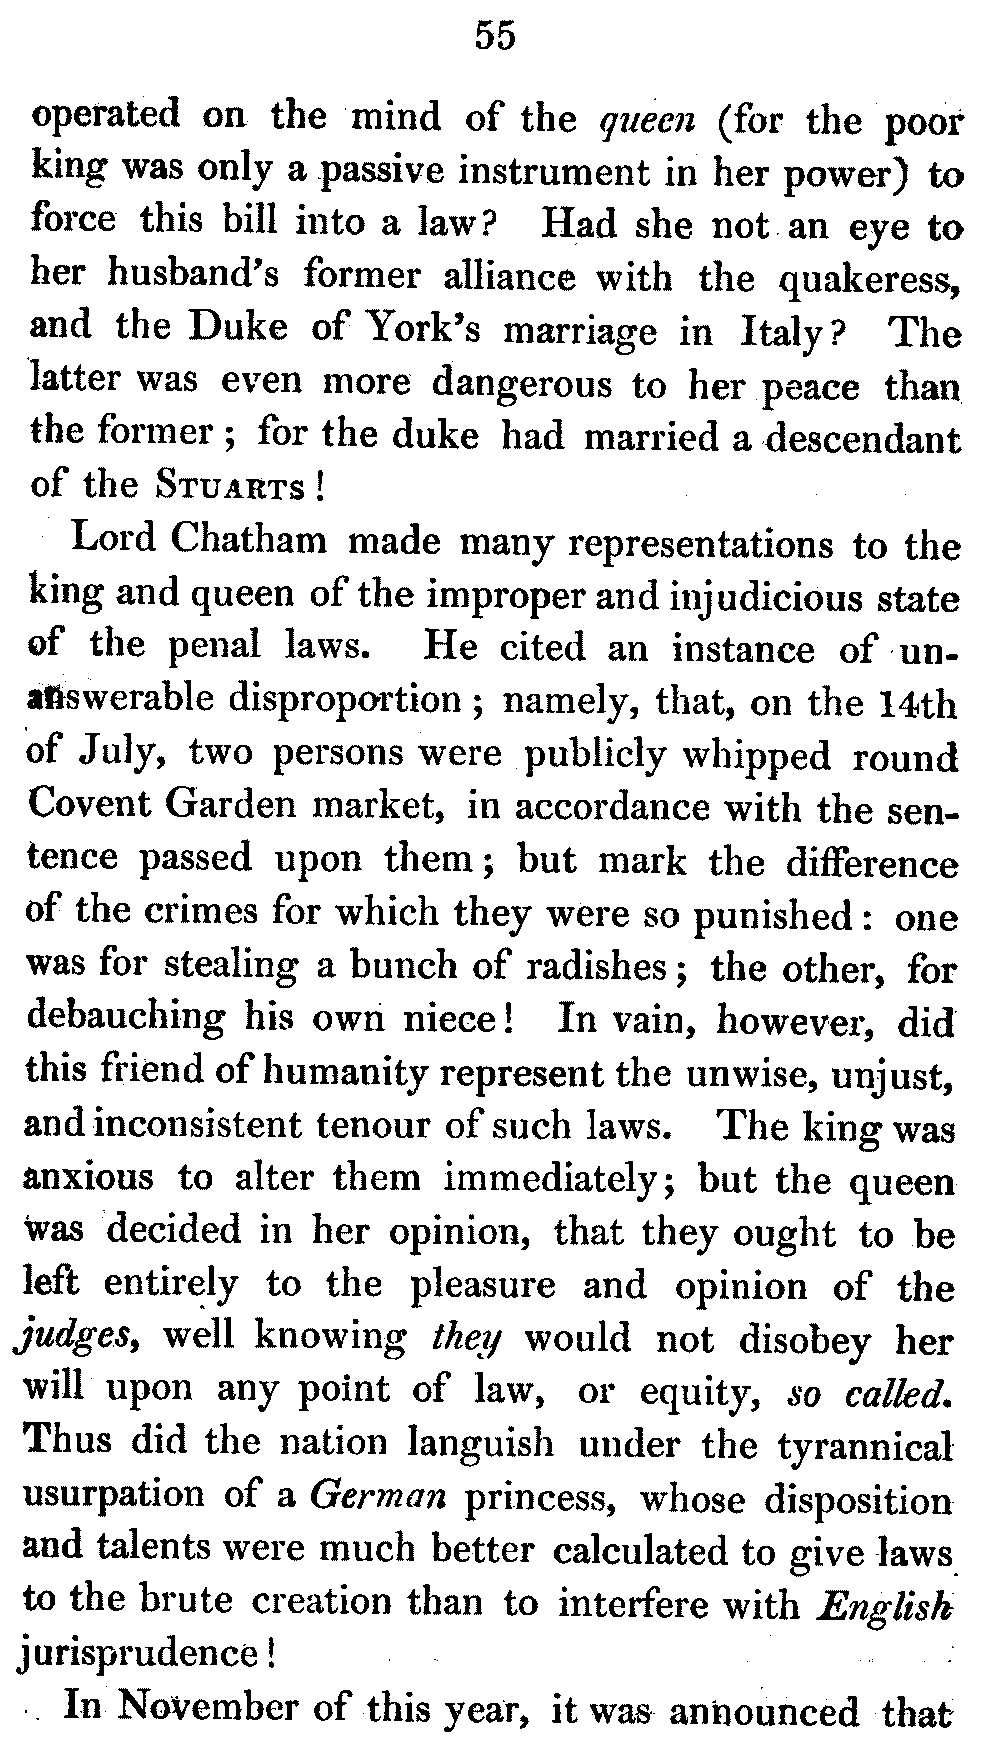 55
operated on the mind of the queen (for the poor
king was only a passive instrument in her power) to
force this bill into a law? Had she not an eye to
her husband's former alliance with the quakeress,
and the Duke of York's marriage in Italy? The
latter was even more dangerous to her peace than
the former; for the duke had married a descendant
of the STUARTS!
Lord Chatham made many representations to the
king and queen of the improper and injudicious state
of the penal laws. He cited an instance of un-
answerable disproportion; namely, that, on the 14th
of July, two persons were publicly whipped round
Covent Garden market, in accordance with the sen-
tence passed upon them; but mark the difference
of the crimes for which they were so punished: one
was for stealing a bunch of radishes; the other, for
debauching his own niece! In vain, however, did
this friend of humanity represent the unwise, unjust,
and inconsistent tenour of such laws. The king was
anxious to alter them immediately; but the queen
was decided in her opinion, that they ought to be
left entirely to the pleasure and opinion of the
judges, well knowing they would not disobey her
will upon any point of law, or equity, so called.
Thus did the nation languish under the tyrannical
usurpation of a German princess, whose disposition
and talents were much better calculated to give laws
to the brute creation than to interfere with English
jurisprudence!
In November of this year, it was announced that